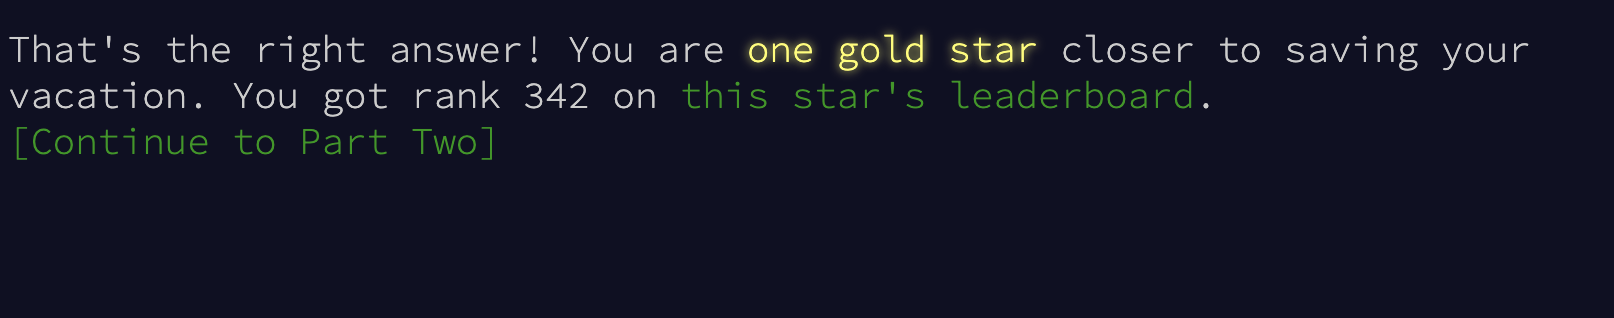 That's the right answer! You are one gold star closer to saving your
vacation. You got rank 342 on this star's leaderboard.
[Continue to Part Two]